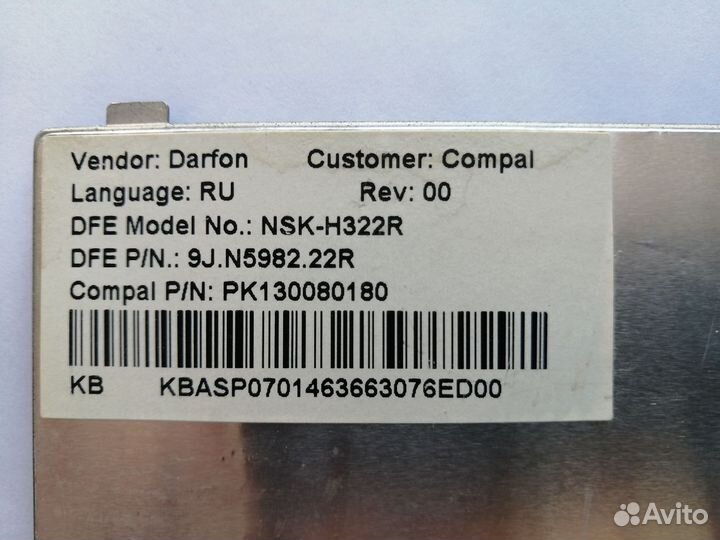 Vendor: Darfon Customer: Compal
Language: RU Rev: 00
DFE Model No.: NSK-H322R
DFE P/N.: 9J.N5982.22R
Compal P/N: PK130080180
KB KBASP0701463663076ED00
Avito